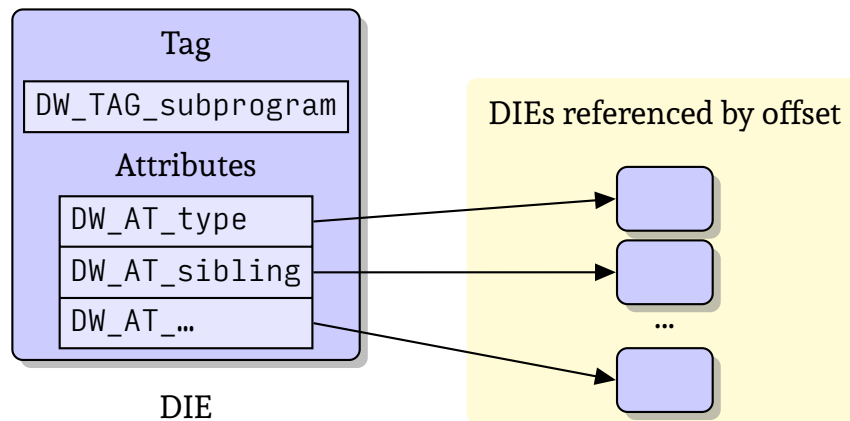 Tag
DW_TAG_subprogram
Attributes
DW_AT_type
DW_AT_sibling
DW_AT_…
DIE
DIEs referenced by offset
...